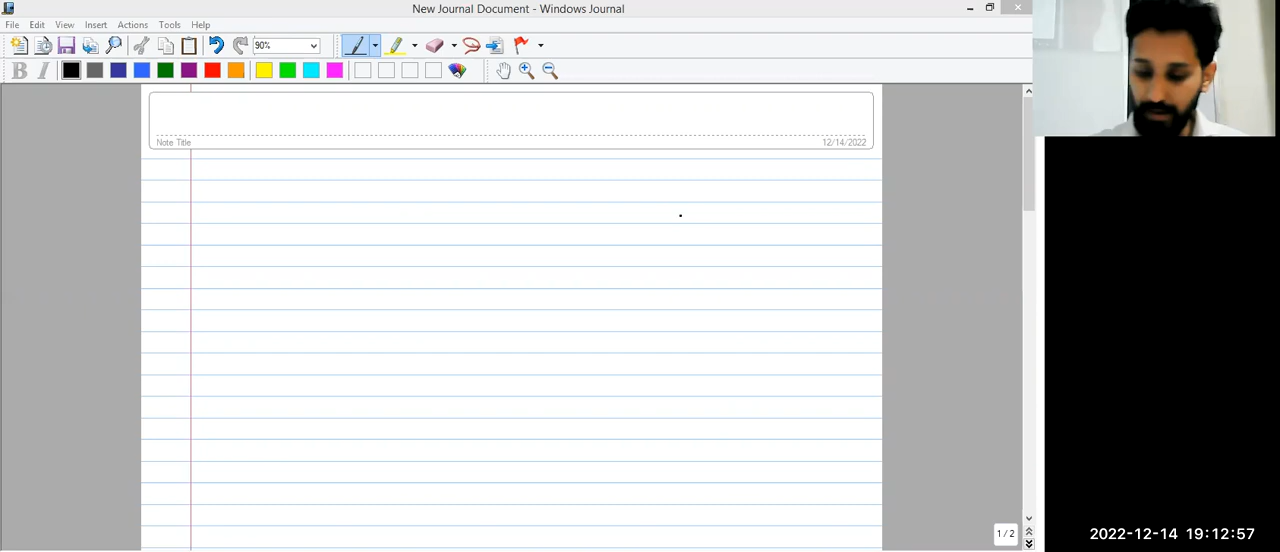 New Journal Document - Windows Journal
File Edit View Insert Actions Tools Help
90%
B I
Note Title 12/14/2022
1 / 2
2022-12-14 19:12:57